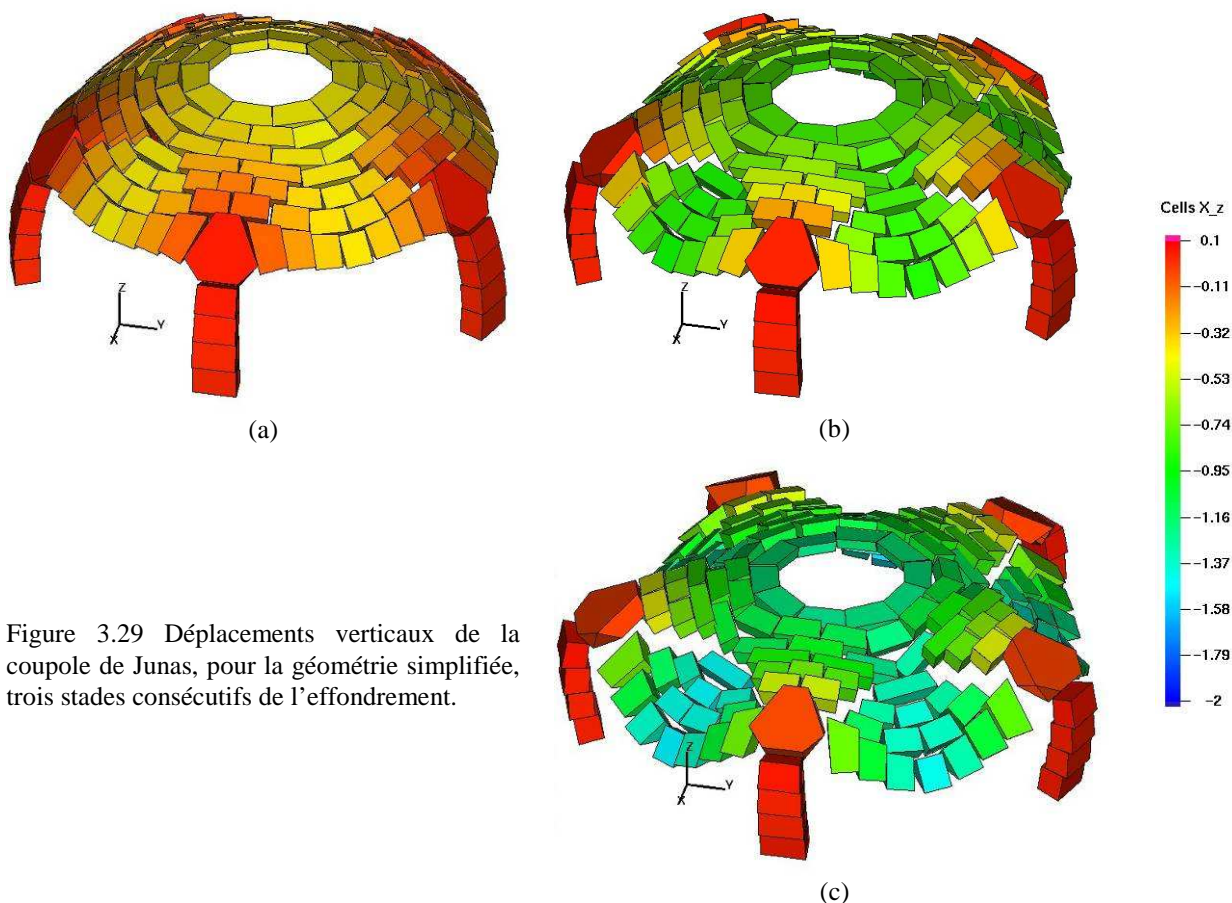 Z
X
Y
(a)
Z
X
Y
(b)
Cells X_z
0.1
-0.11
-0.32
-0.53
-0.74
-0.95
-1.16
-1.37
-1.58
-1.79
-2
Figure 3.29 Déplacements verticaux de la
coupole de Junas, pour la géométrie simplifiée,
trois stades consécutifs de l’effondrement.
Z
X
Y
(c)